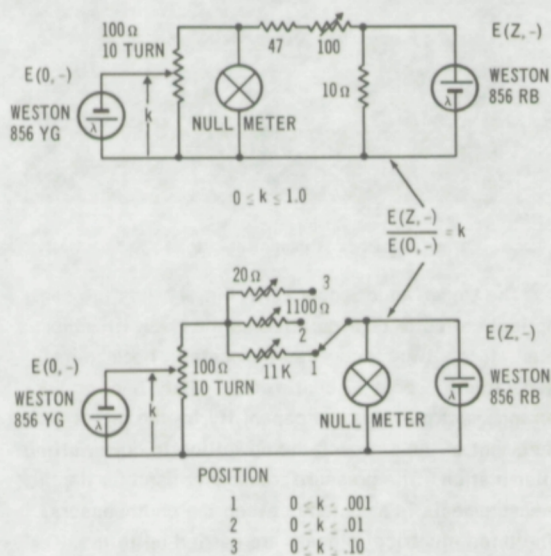 100Ω
10 TURN
47
100
E(Z,-)
E(0,-)
10Ω
WESTON
856 YG
λ
k
NULL METER
λ
WESTON
856 RB
0 ≤ k ≤ 1.0
E(Z,-)
E(0,-) = k
20Ω
3
1100Ω
2
E(Z,-)
E(0,-)
11K
1
100Ω
10 TURN
WESTON
856 YG
λ
k
NULL METER
λ
WESTON
856 RB
POSITION
1 0 ≤ k ≤ .001
2 0 ≤ k ≤ .01
3 0 ≤ k ≤ .10